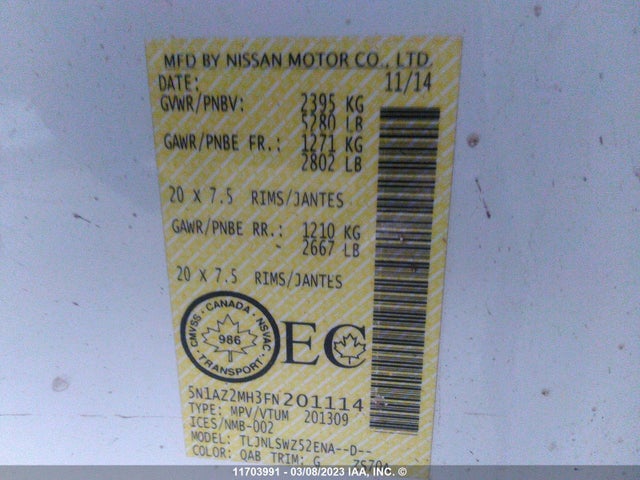 MFD BY NISSAN MOTOR CO., LTD.
DATE: 11/14
GVWR/PNBV: 2395 KG
5280 LB
GAWR/PNBE FR.: 1271 KG
2802 LB
20 X 7.5 RIMS/JANTES
GAWR/PNBE RR.: 1210 KG
- 2667 LB
20 X 7.5 RIMS/JANTES
CMVSS · CANADA · NSVAC
986
TRANSPORT
EC
5N1AZ2MH3FN201114
TYPE: MPV/VTUM 201309
ICES/NMB-002
MODEL: TLJNLSWZ52ENA--D--
COLOR: QAB TRIM: G
11703991 - 03/08/2023 IAA, INC. ©